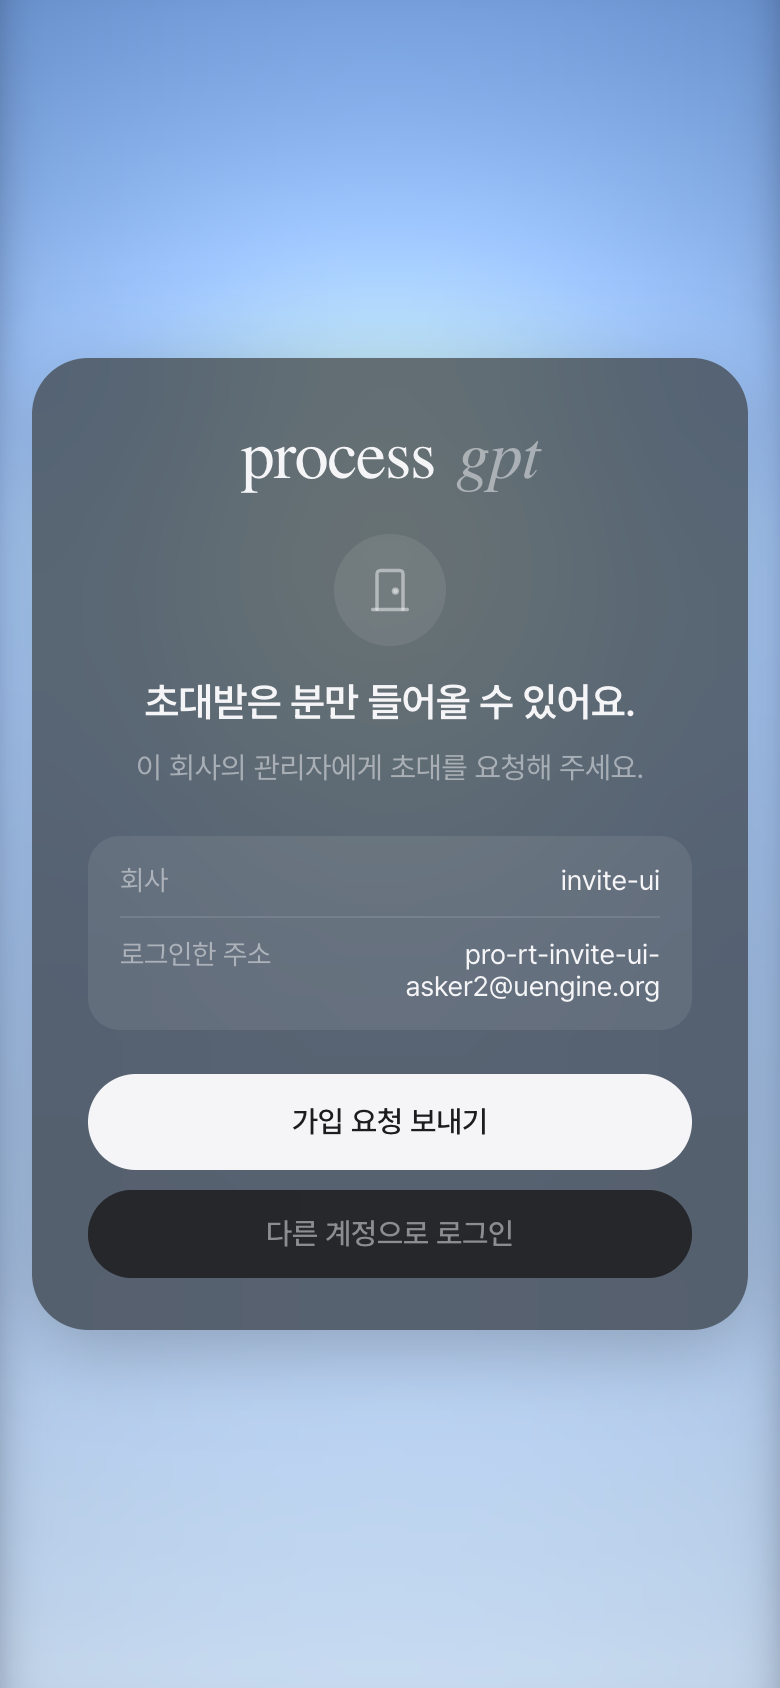 process gpt
초대받은 분만 들어올 수 있어요.
이 회사의 관리자에게 초대를 요청해 주세요.
회사 invite-ui
로그인한 주소 pro-rt-invite-ui-
asker2@uengine.org
가입 요청 보내기
다른 계정으로 로그인